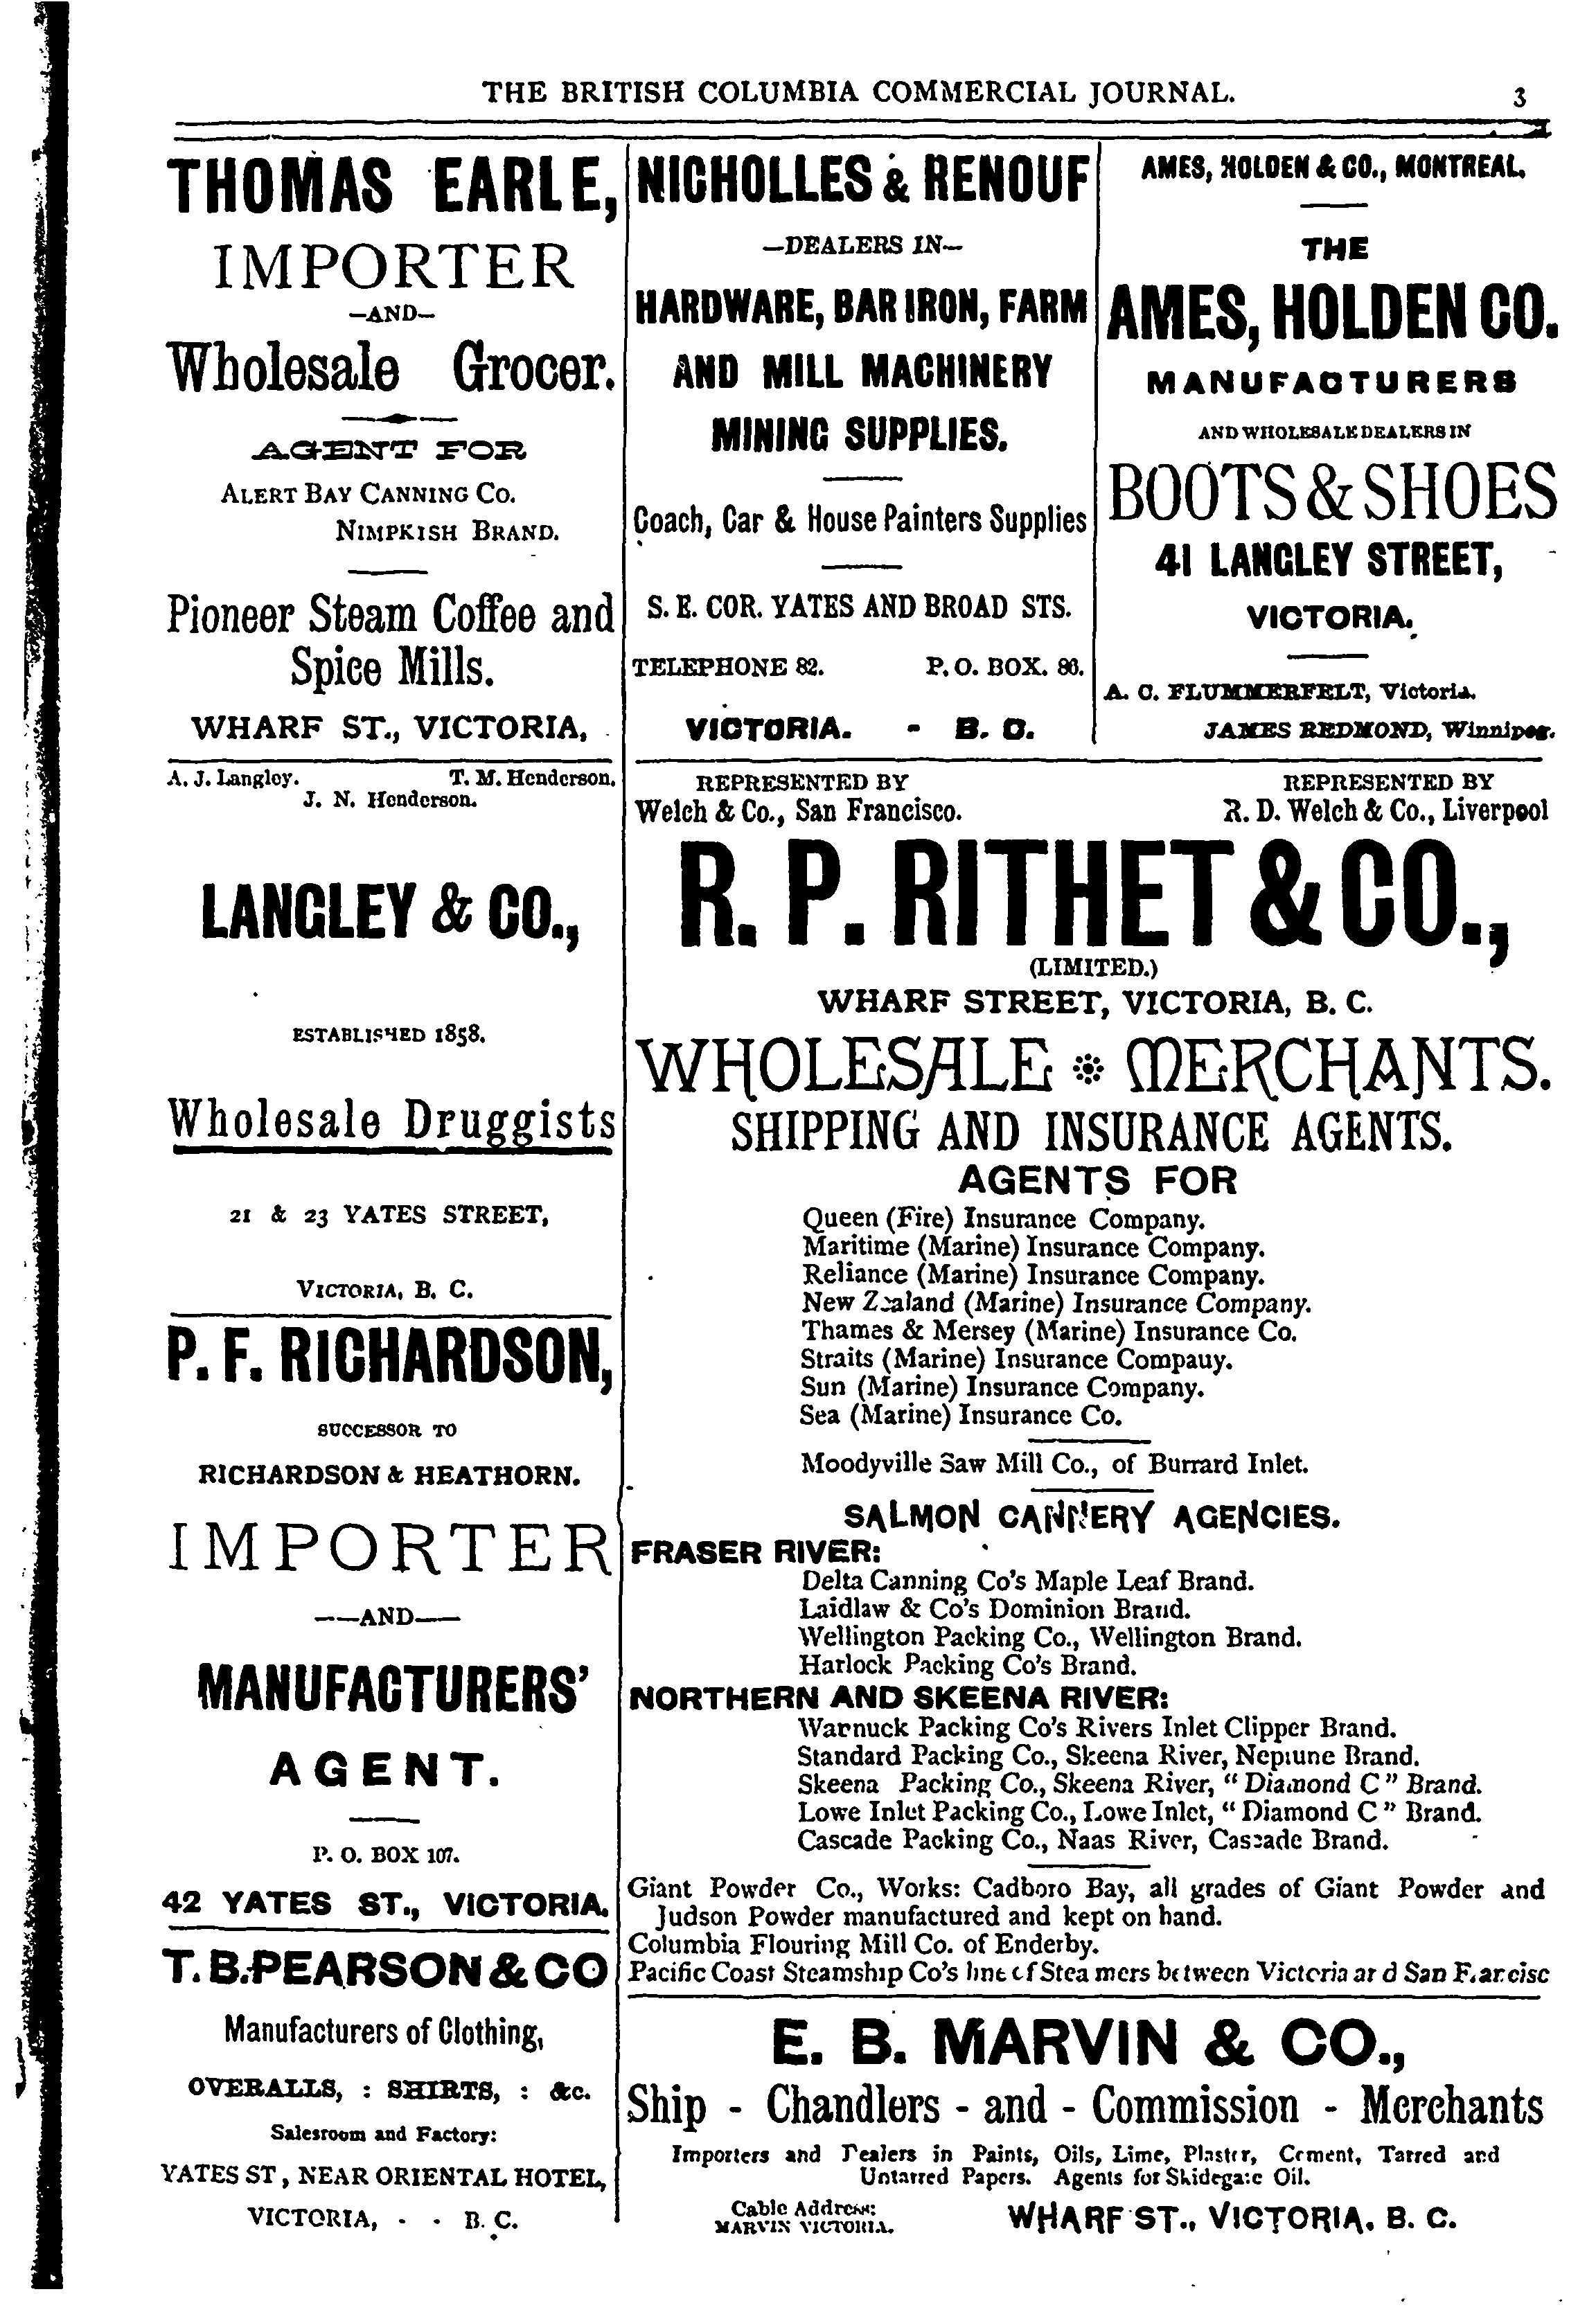 THE BRITISH COLUMBIA COMMERCIAL JOURNAL.
3
THOMAS EARLE,
IMPORTER
—AND—
Wholesale Grocer.
AGENT FOR
ALERT BAY CANNING CO.
NIMPKISH BRAND.
Pioneer Steam Coffee and
Spice Mills.
WHARF ST., VICTORIA,
NICHOLLES & RENOUF
—DEALERS IN—
HARDWARE, BAR IRON, FARM
AND MILL MACHINERY
MINING SUPPLIES.
Coach, Car & House Painters Supplies
S. E. COR. YATES AND BROAD STS.
TELEPHONE 82. P. O. BOX. 86.
VICTORIA. - B. C.
AMES, HOLDEN & CO., MONTREAL.
THE
AMES, HOLDEN CO.
MANUFACTURERS
AND WHOLESALE DEALERS IN
BOOTS & SHOES
41 LANGLEY STREET,
VICTORIA.
A. C. FLUMMERFELT, Victoria.
JAMES REDMOND, Winnipeg.
A. J. Langley. T. M. Henderson.
J. N. Henderson.
LANGLEY & CO.,
ESTABLISHED 1858.
Wholesale Druggists
21 & 23 YATES STREET,
VICTORIA, B. C.
P. F. RICHARDSON,
SUCCESSOR TO
RICHARDSON & HEATHORN.
IMPORTER
——AND——
MANUFACTURERS'
AGENT.
P. O. BOX 107.
42 YATES ST., VICTORIA.
T. B. PEARSON & CO
Manufacturers of Clothing,
OVERALLS, : SHIRTS, : &c.
Salesroom and Factory:
YATES ST, NEAR ORIENTAL HOTEL,
VICTORIA, - - B. C.
REPRESENTED BY REPRESENTED BY
Welch & Co., San Francisco. R. D. Welch & Co., Liverpool
R. P. RITHET & CO.,
(LIMITED.)
WHARF STREET, VICTORIA, B. C.
WHOLESALE MERCHANTS.
SHIPPING AND INSURANCE AGENTS.
AGENTS FOR
Queen (Fire) Insurance Company.
Maritime (Marine) Insurance Company.
Reliance (Marine) Insurance Company.
New Zealand (Marine) Insurance Company.
Thames & Mersey (Marine) Insurance Co.
Straits (Marine) Insurance Compauy.
Sun (Marine) Insurance Company.
Sea (Marine) Insurance Co.
Moodyville Saw Mill Co., of Burrard Inlet.
SALMON CANNERY AGENCIES.
FRASER RIVER:
Delta Canning Co's Maple Leaf Brand.
Laidlaw & Co's Dominion Brand.
Wellington Packing Co., Wellington Brand.
Harlock Packing Co's Brand.
NORTHERN AND SKEENA RIVER:
Warnuck Packing Co's Rivers Inlet Clipper Brand.
Standard Packing Co., Skeena River, Neptune Brand.
Skeena Packing Co., Skeena River, "Diamond C" Brand.
Lowe Inlet Packing Co., Lowe Inlet, "Diamond C" Brand.
Cascade Packing Co., Naas River, Cascade Brand.
Giant Powder Co., Works: Cadboro Bay, all grades of Giant Powder and
Judson Powder manufactured and kept on hand.
Columbia Flouring Mill Co. of Enderby.
Pacific Coast Steamship Co's line of Steamers between Victoria and San Francisc
E. B. MARVIN & CO.,
Ship - Chandlers - and - Commission - Merchants
Importers and Dealers in Paints, Oils, Lime, Plaster, Cement, Tarred and
Untarred Papers. Agents for Skidegate Oil.
Cable Address:
MARVIN VICTORIA.
WHARF ST., VICTORIA, B. C.